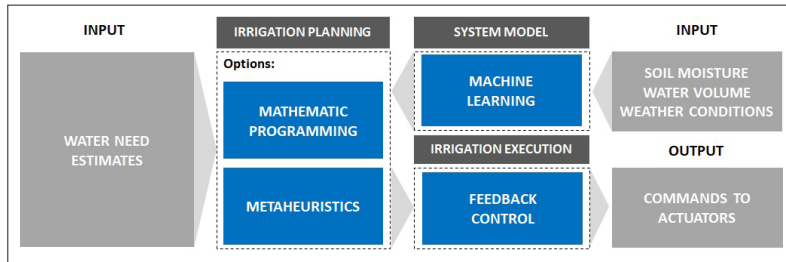 INPUT
WATER NEED
ESTIMATES
IRRIGATION PLANNING
Options:
MATHEMATIC
PROGRAMMING
METAHEURISTICS
SYSTEM MODEL
MACHINE
LEARNING
IRRIGATION EXECUTION
FEEDBACK
CONTROL
INPUT
SOIL MOISTURE
WATER VOLUME
WEATHER CONDITIONS
OUTPUT
COMMANDS TO
ACTUATORS